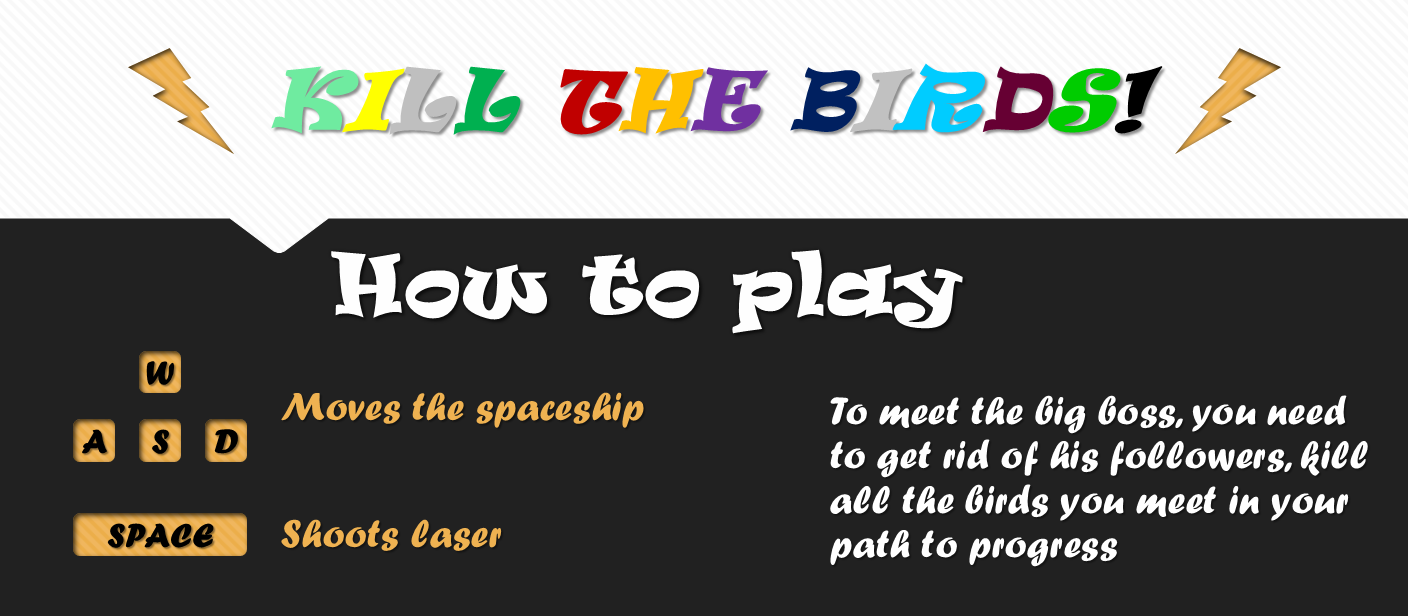 KILL THE BIRDS!
How to play
W
A S D
Moves the spaceship
SPACE
Shoots laser
To meet the big boss, you need
to get rid of his followers, kill
all the birds you meet in your
path to progress